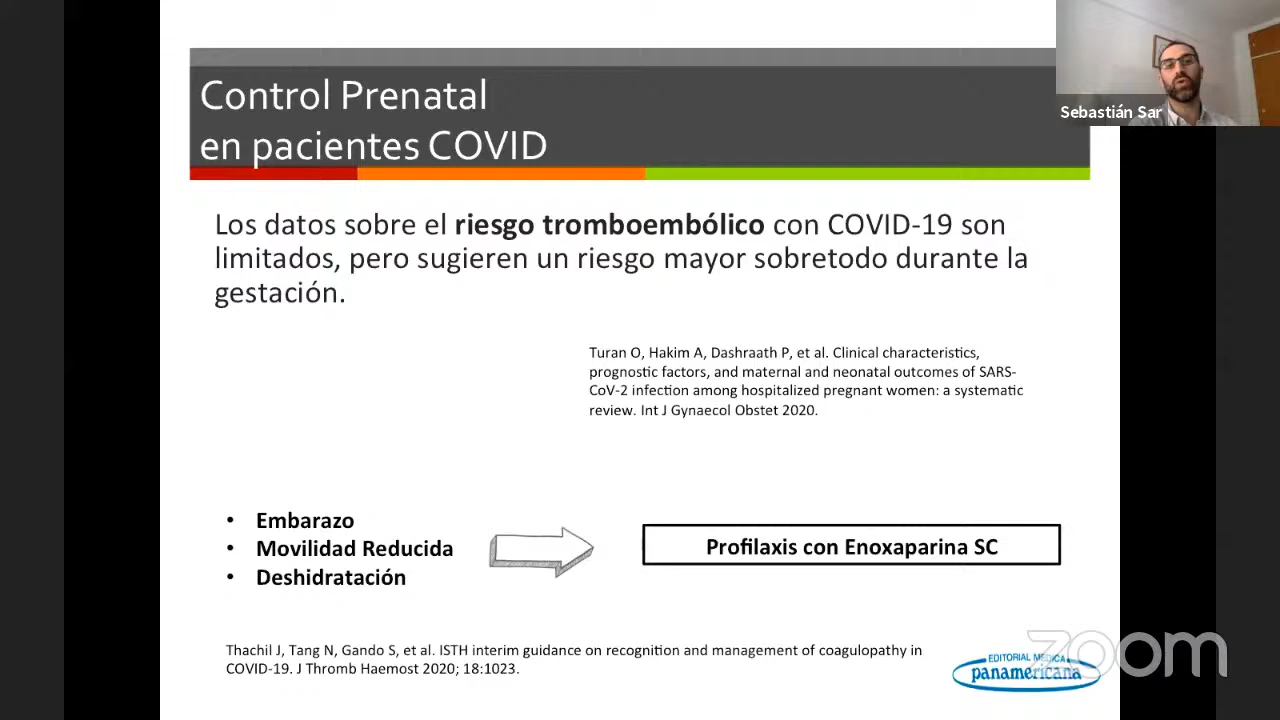 Control Prenatal
en pacientes COVID
Sebastián Sar
Los datos sobre el riesgo tromboembólico con COVID-19 son
limitados, pero sugieren un riesgo mayor sobretodo durante la
gestación.
Turan O, Hakim A, Dashraath P, et al. Clinical characteristics,
prognostic factors, and maternal and neonatal outcomes of SARS-
CoV-2 infection among hospitalized pregnant women: a systematic
review. Int J Gynaecol Obstet 2020.
• Embarazo
• Movilidad Reducida
• Deshidratación
Profilaxis con Enoxaparina SC
Thachil J, Tang N, Gando S, et al. ISTH interim guidance on recognition and management of coagulopathy in
COVID-19. J Thromb Haemost 2020; 18:1023.
EDITORIAL MEDICA
panamericana
zoom